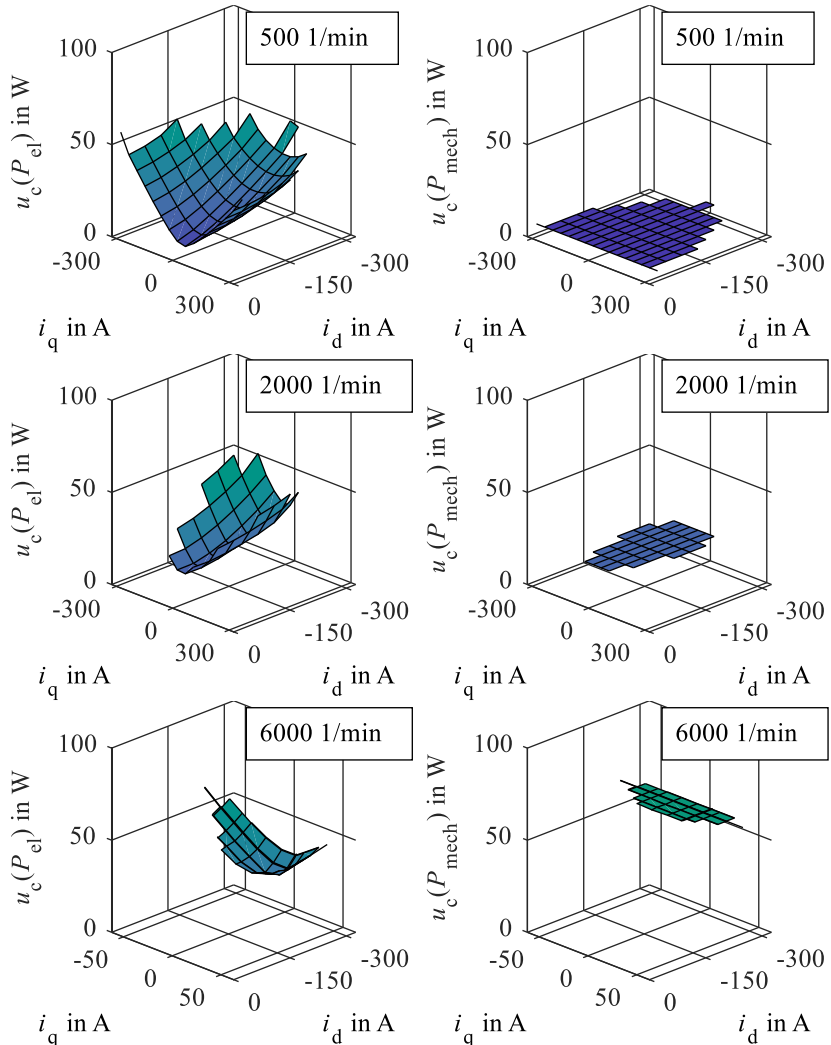 500 1/min
100
50
0
u_c(P_el) in W
-300
0
300
i_q in A
0
-150
-300
i_d in A
500 1/min
100
50
0
u_c(P_mech) in W
-300
0
300
i_q in A
0
-150
-300
i_d in A
2000 1/min
100
50
0
u_c(P_el) in W
-300
0
300
i_q in A
0
-150
-300
i_d in A
2000 1/min
100
50
0
u_c(P_mech) in W
-300
0
300
i_q in A
0
-150
-300
i_d in A
6000 1/min
100
50
0
u_c(P_el) in W
-50
0
50
i_q in A
0
-150
-300
i_d in A
6000 1/min
100
50
0
u_c(P_mech) in W
-50
0
50
i_q in A
0
-150
-300
i_d in A